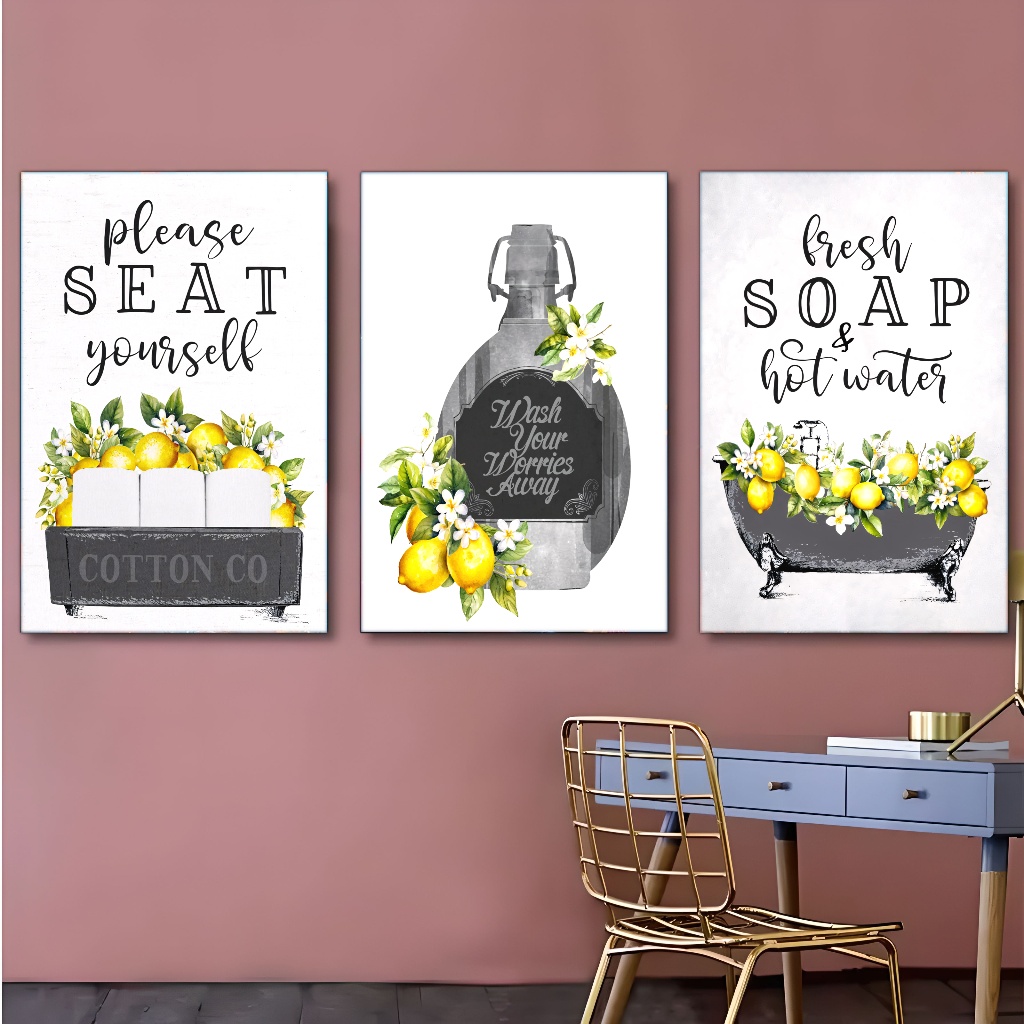 please
SEAT
yourself
COTTON CO
Wash
Your
Worries
Away
fresh
SOAP
&
hot water